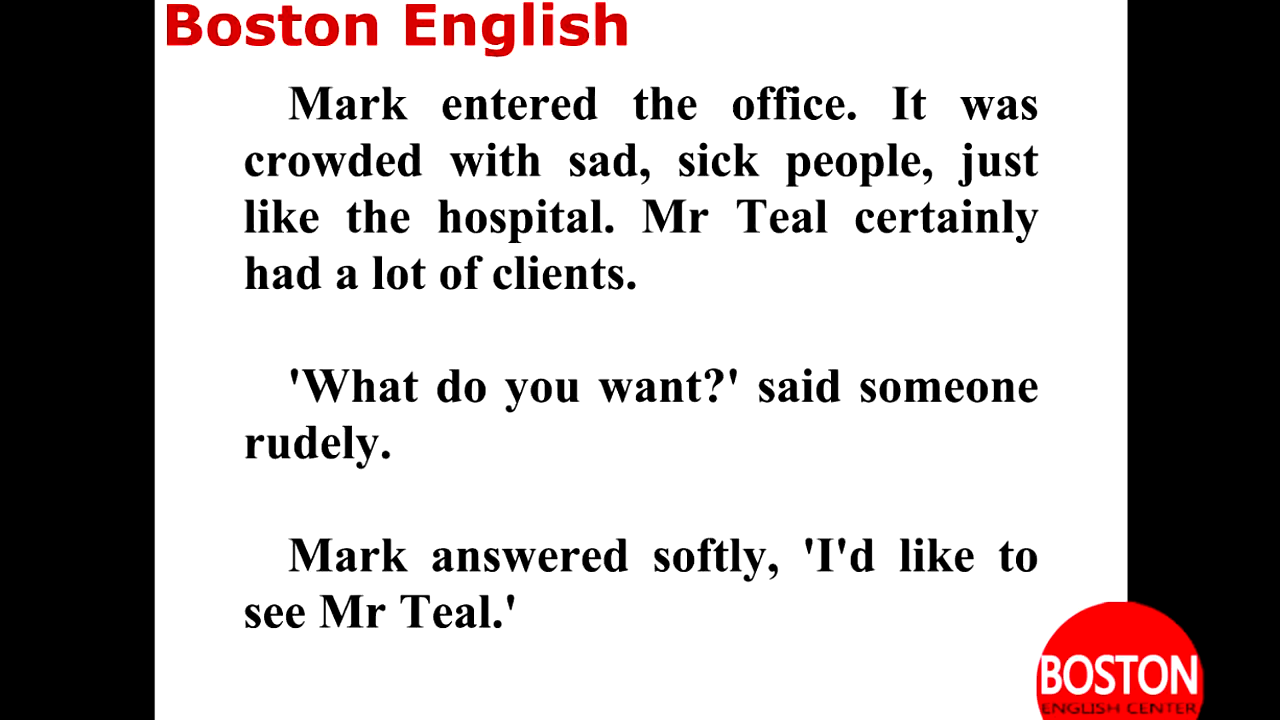 Boston English
Mark entered the office. It was
crowded with sad, sick people, just
like the hospital. Mr Teal certainly
had a lot of clients.
'What do you want?' said someone
rudely.
Mark answered softly, 'I'd like to
see Mr Teal.'
BOSTON
ENGLISH CENTER